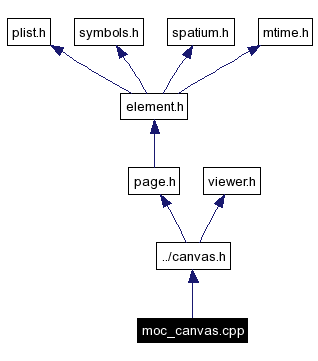 plist.h symbols.h spatium.h mtime.h
element.h
page.h viewer.h
../canvas.h
moc_canvas.cpp